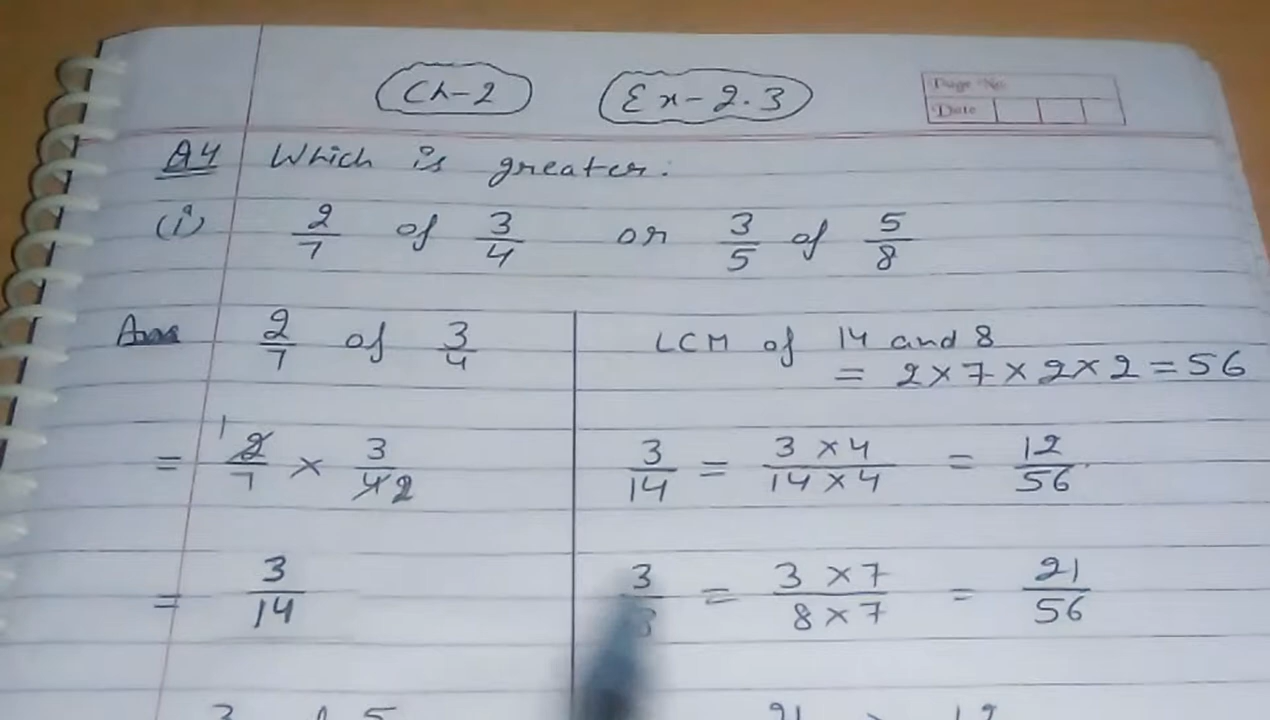 Ch-2 Ex-2.3
Page No.
Date
Q4 Which is greater:
(i) 2/7 of 3/4 or 3/5 of 5/8
Ans 2/7 of 3/4
= 2/7 × 3/4 1 2
= 3/14
LCM of 14 and 8
= 2×7×2×2=56
3/14 = 3×4/14×4 = 12/56
3/8 = 3×7/8×7 = 21/56